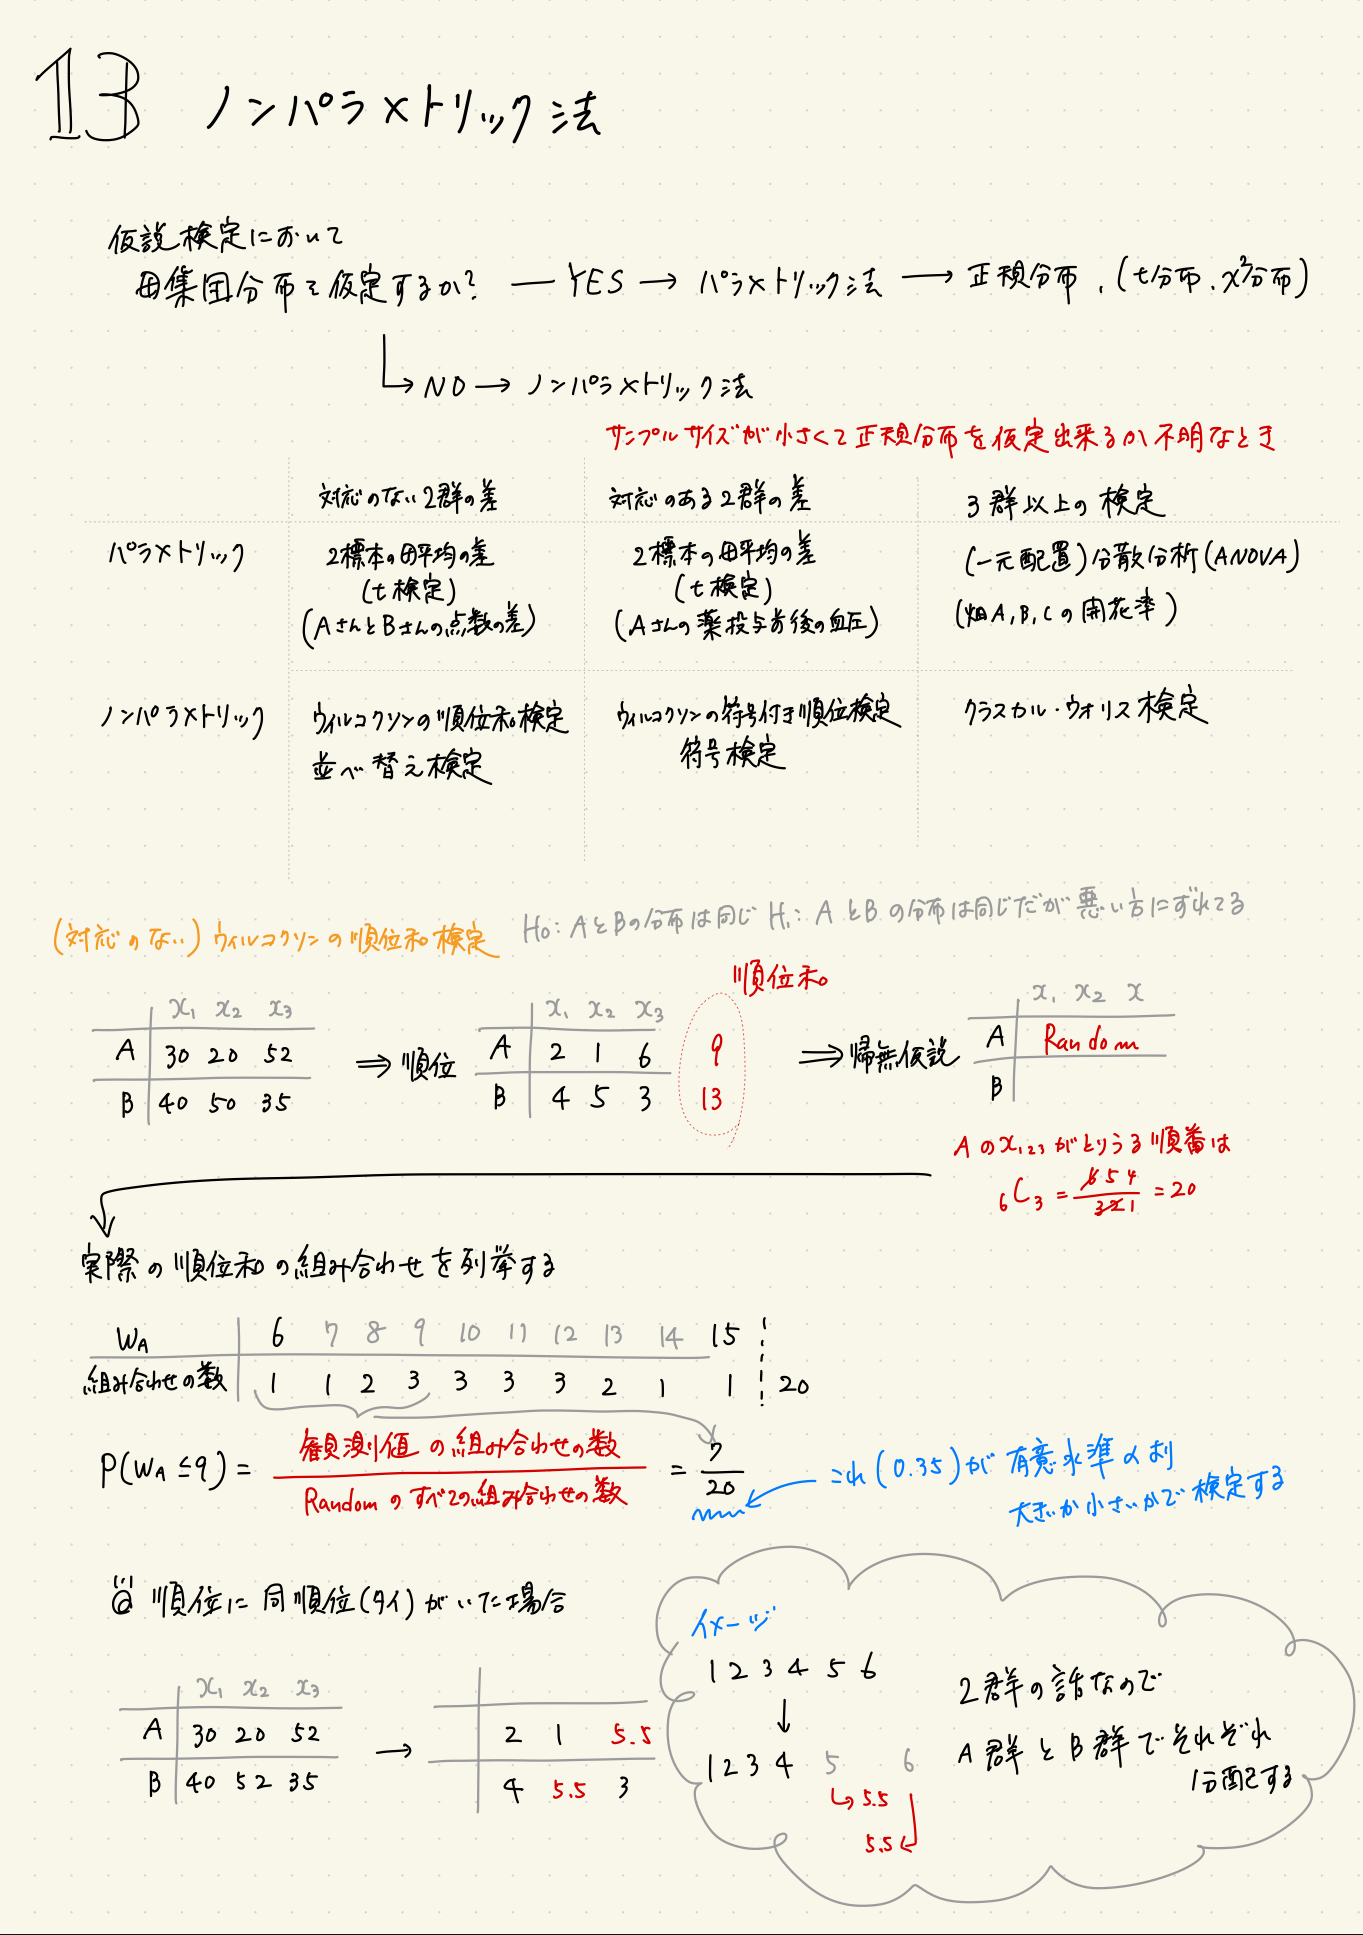 13 ノンパラメトリック法
仮説検定において
母集団分布を仮定するか? — YES → パラメトリック法 → 正規分布, (t分布, χ²分布)
↳ NO → ノンパラメトリック法
サンプルサイズが小さくて正規分布を仮定出来るか不明なとき
対応のない2群の差 対応のある2群の差 3群以上の検定
パラメトリック 2標本の母平均の差 2標本の母平均の差 (一元配置)分散分析(ANOVA)
(t検定) (t検定) (畑A,B,Cの開花率)
(AさんとBさんの点数の差) (Aさんの薬投与前後の血圧)
ノンパラメトリック ウィルコクソンの順位和検定 ウィルコクソンの符号付き順位検定 クラスカル・ウォリス検定
並べ替え検定 符号検定
(対応のない)ウィルコクソンの順位和検定 H₀: AとBの分布は同じ H₁: AとBの分布は同じだが悪い方にずれてる
順位和
x₁ x₂ x₃ x₁ x₂ x₃ x₁ x₂ x
A 30 20 52 ⇒ 順位 A 2 1 6 9 ⇒ 帰無仮説 A Random
B 40 50 35 B 4 5 3 13 B
Aのx₁₂₃がとりうる順番は
₆C₃ = 6 5 4 / 3 2 1 = 20
実際の順位和の組み合わせを列挙する
W_A 6 7 8 9 10 11 12 13 14 15
組み合わせの数 1 1 2 3 3 3 3 2 1 1 20
P(W_A ≦ 9) = 観測値の組み合わせの数 / Randomのすべての組み合わせの数 = 7/20 ← これ(0.35)が有意水準αより
大きいか小さいかで検定する
順位に同順位(タイ)がいた場合
x₁ x₂ x₃
A 30 20 52 → 2 1 5.5
B 40 52 35 4 5.5 3
イメージ
1 2 3 4 5 6
↓
1 2 3 4 5 6
↳ 5.5
5.5 ↲
2群の話なので
A群とB群でそれぞれ
分配する